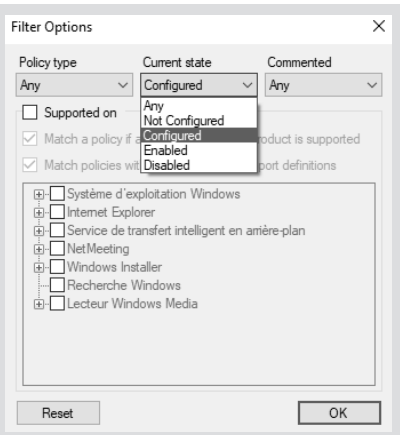 Filter Options
Policy type Current state Commented
Any Configured Any
Any
Not Configured
Configured
Enabled
Disabled
Supported on
Match a policy if a oduct is supported
Match policies wit port definitions
Système d'exploitation Windows
Internet Explorer
Service de transfert intelligent en arrière-plan
NetMeeting
Windows Installer
Recherche Windows
Lecteur Windows Media
Reset OK